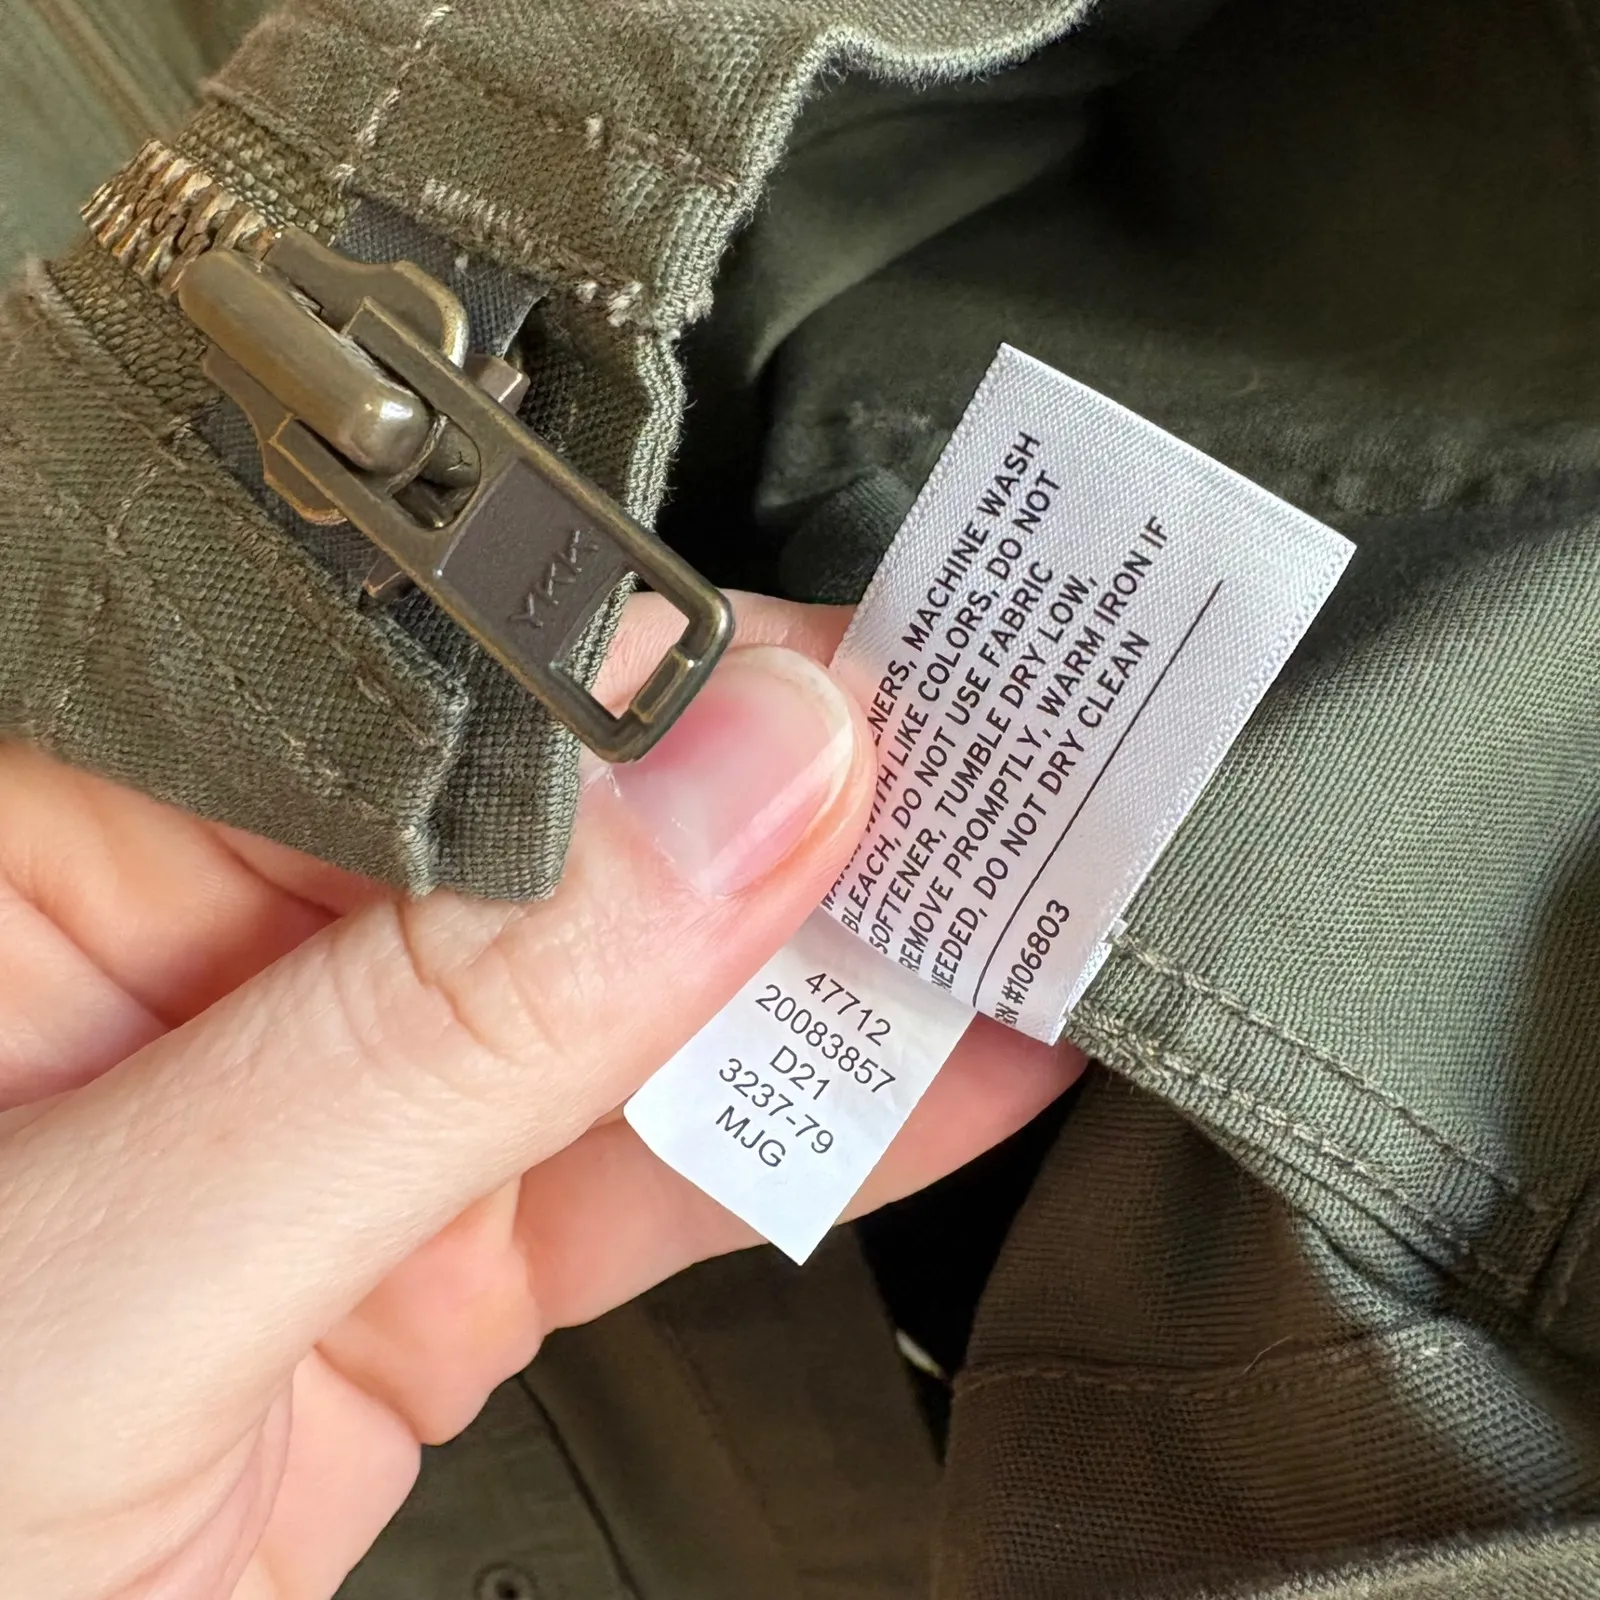 YKK
MACHINE WASH
WITH LIKE COLORS, DO NOT
BLEACH, DO NOT USE FABRIC
SOFTENER, TUMBLE DRY LOW,
REMOVE PROMPTLY, WARM IRON IF
NEEDED, DO NOT DRY CLEAN
#106803
47712
20083857
D21
3237-79
MJG